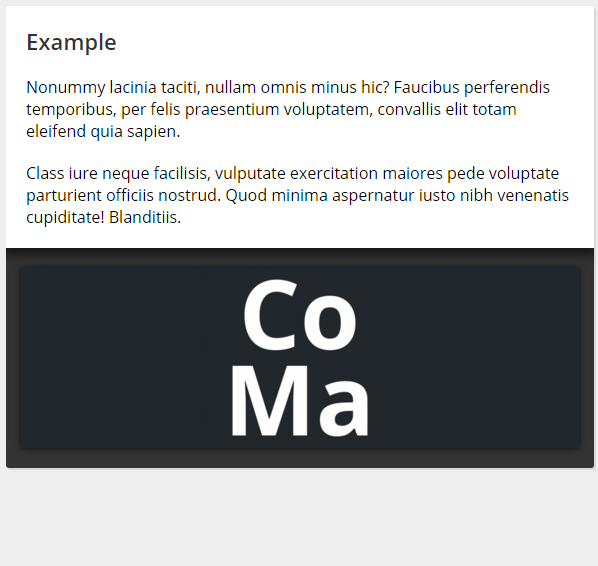 Example
Nonummy lacinia taciti, nullam omnis minus hic? Faucibus perferendis
temporibus, per felis praesentium voluptatem, convallis elit totam
eleifend quia sapien.
Class iure neque facilisis, vulputate exercitation maiores pede voluptate
parturient officiis nostrud. Quod minima aspernatur iusto nibh venenatis
cupiditate! Blanditiis.
Co
Ma